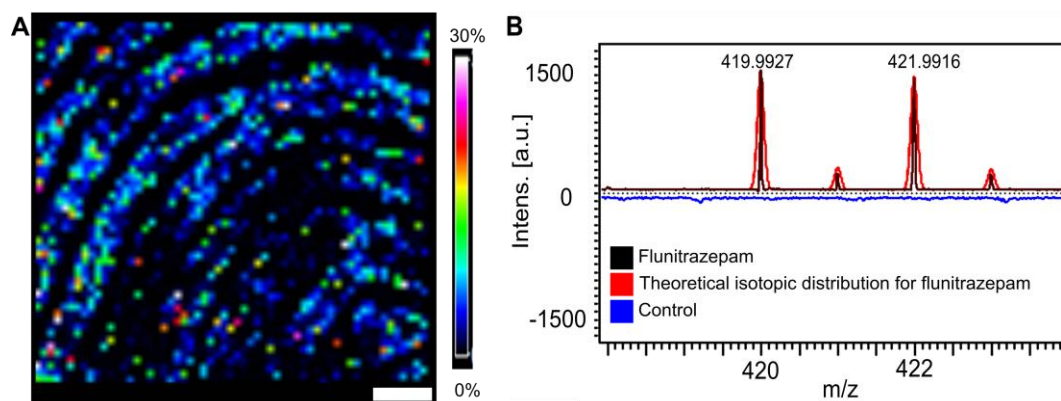 A
30%
0%
B
Intens. [a.u.]
1500
0
-1500
419.9927
421.9916
Flunitrazepam
Theoretical isotopic distribution for flunitrazepam
Control
420
422
m/z